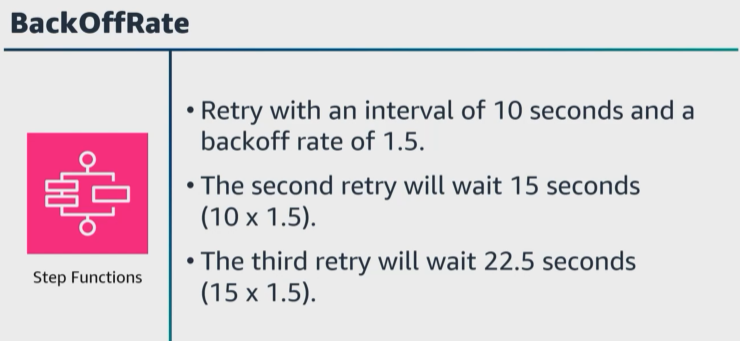 BackOffRate
• Retry with an interval of 10 seconds and a
backoff rate of 1.5.
• The second retry will wait 15 seconds
(10 x 1.5).
• The third retry will wait 22.5 seconds
(15 x 1.5).
Step Functions